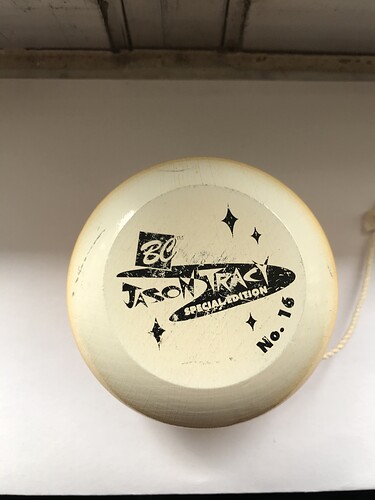 BC
JASON TRACY
SPECIAL EDITION
No. 16